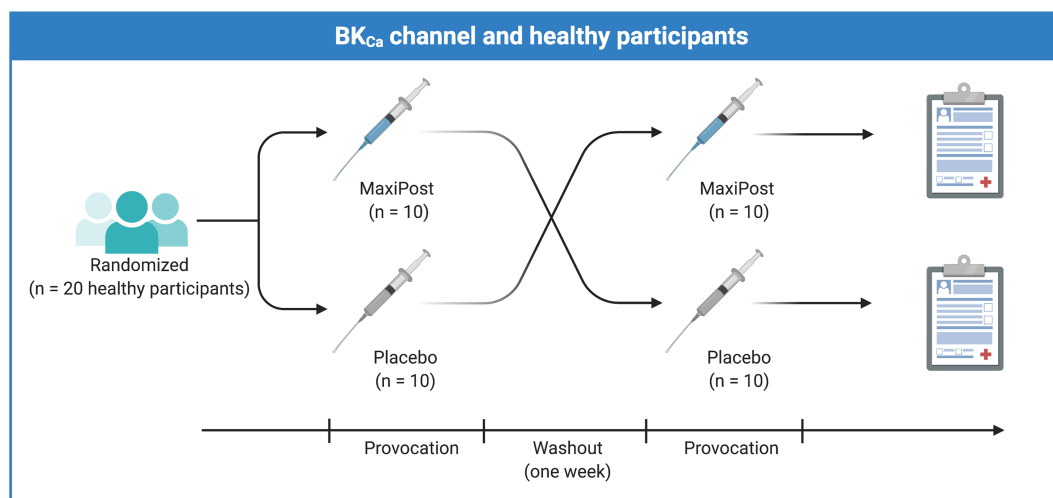 BKCa channel and healthy participants
MaxiPost
(n = 10)
MaxiPost
(n = 10)
Randomized
(n = 20 healthy participants)
Placebo
(n = 10)
Placebo
(n = 10)
Provocation
Washout
(one week)
Provocation